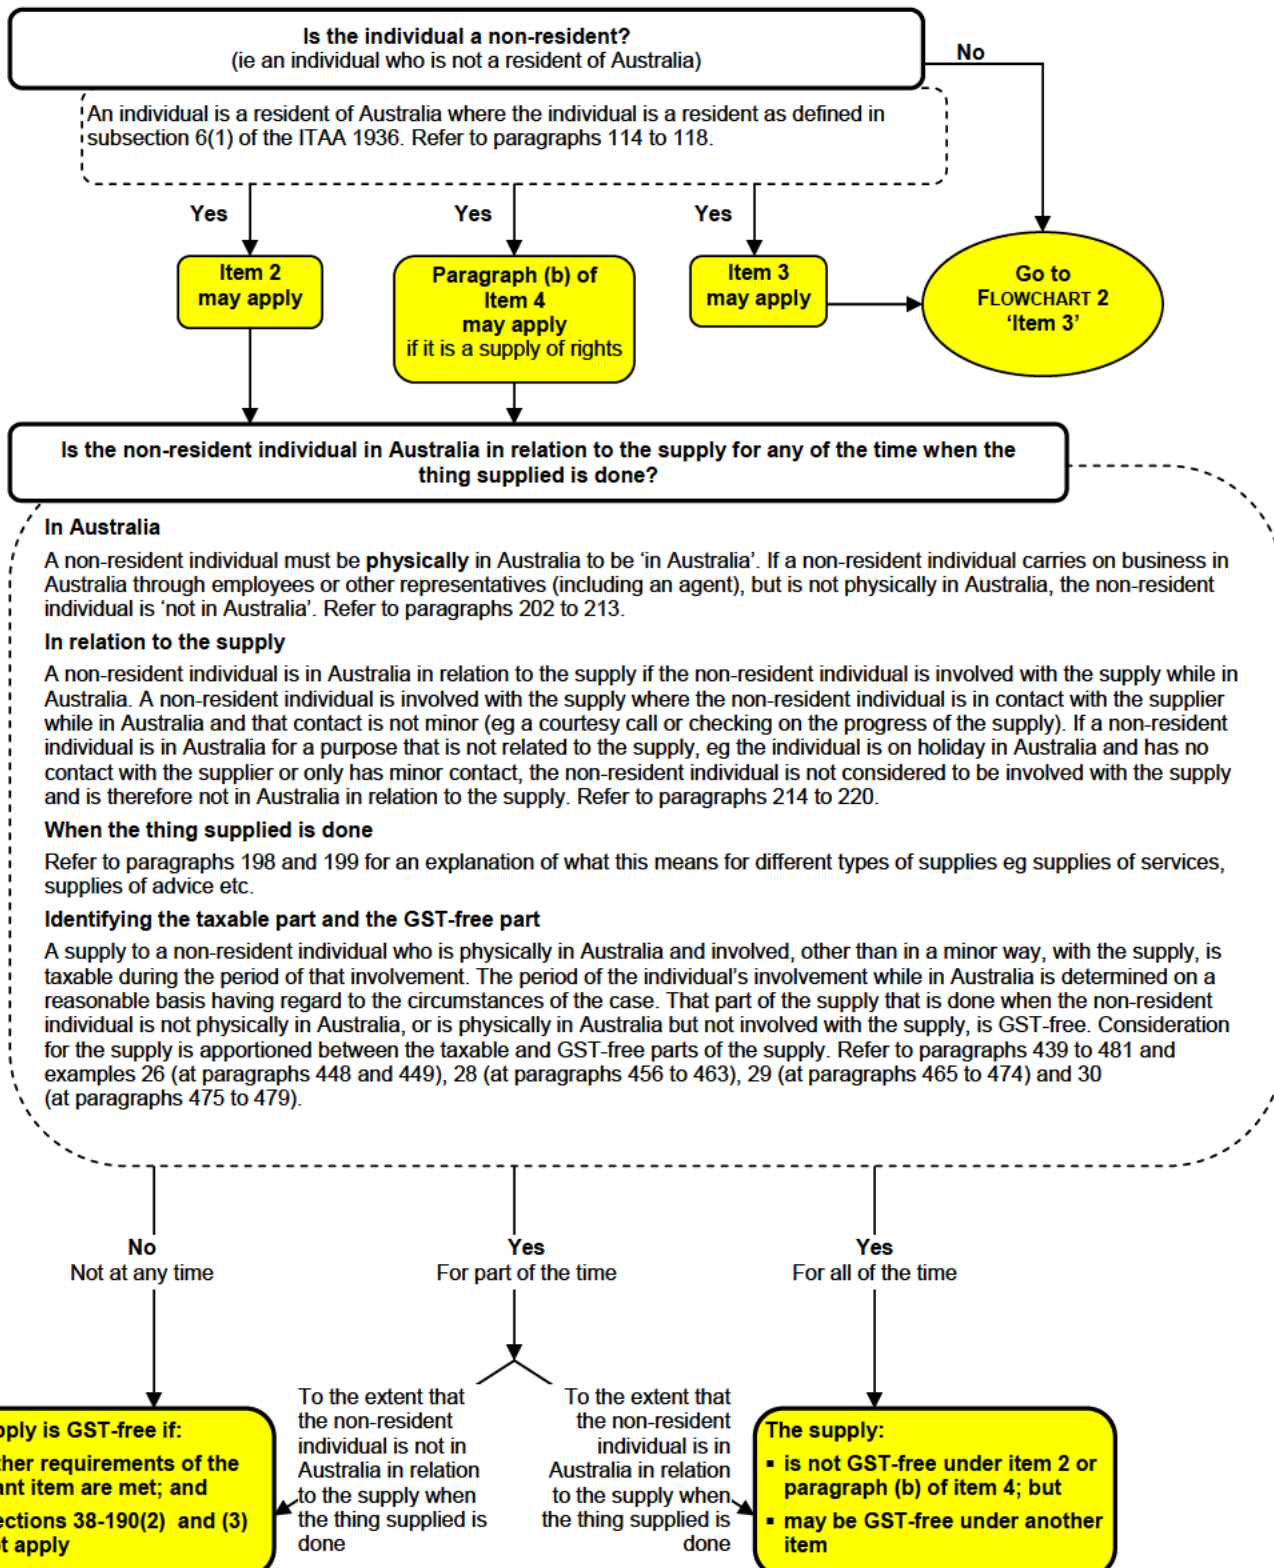 Is the individual a non-resident?
(ie an individual who is not a resident of Australia)
No
An individual is a resident of Australia where the individual is a resident as defined in
subsection 6(1) of the ITAA 1936. Refer to paragraphs 114 to 118.
Yes
Yes
Yes
Item 2
may apply
Paragraph (b) of
Item 4
may apply
if it is a supply of rights
Item 3
may apply
Go to
FLOWCHART 2
‘Item 3’
Is the non-resident individual in Australia in relation to the supply for any of the time when the
thing supplied is done?
In Australia
A non-resident individual must be physically in Australia to be ‘in Australia’. If a non-resident individual carries on business in
Australia through employees or other representatives (including an agent), but is not physically in Australia, the non-resident
individual is ‘not in Australia’. Refer to paragraphs 202 to 213.
In relation to the supply
A non-resident individual is in Australia in relation to the supply if the non-resident individual is involved with the supply while in
Australia. A non-resident individual is involved with the supply where the non-resident individual is in contact with the supplier
while in Australia and that contact is not minor (eg a courtesy call or checking on the progress of the supply). If a non-resident
individual is in Australia for a purpose that is not related to the supply, eg the individual is on holiday in Australia and has no
contact with the supplier or only has minor contact, the non-resident individual is not considered to be involved with the supply
and is therefore not in Australia in relation to the supply. Refer to paragraphs 214 to 220.
When the thing supplied is done
Refer to paragraphs 198 and 199 for an explanation of what this means for different types of supplies eg supplies of services,
supplies of advice etc.
Identifying the taxable part and the GST-free part
A supply to a non-resident individual who is physically in Australia and involved, other than in a minor way, with the supply, is
taxable during the period of that involvement. The period of the individual’s involvement while in Australia is determined on a
reasonable basis having regard to the circumstances of the case. That part of the supply that is done when the non-resident
individual is not physically in Australia, or is physically in Australia but not involved with the supply, is GST-free. Consideration
for the supply is apportioned between the taxable and GST-free parts of the supply. Refer to paragraphs 439 to 481 and
examples 26 (at paragraphs 448 and 449), 28 (at paragraphs 456 to 463), 29 (at paragraphs 465 to 474) and 30
(at paragraphs 475 to 479).
No
Not at any time
Yes
For part of the time
Yes
For all of the time
is GST-free if:
requirements of the
item are met; and
38-190(2) and (3)
apply
To the extent that
the non-resident
individual is not in
Australia in relation
to the supply when
the thing supplied is
done
To the extent that
the non-resident
individual is in
Australia in relation
to the supply when
the thing supplied is
done
The supply:
▪ is not GST-free under item 2 or
paragraph (b) of item 4; but
▪ may be GST-free under another
item